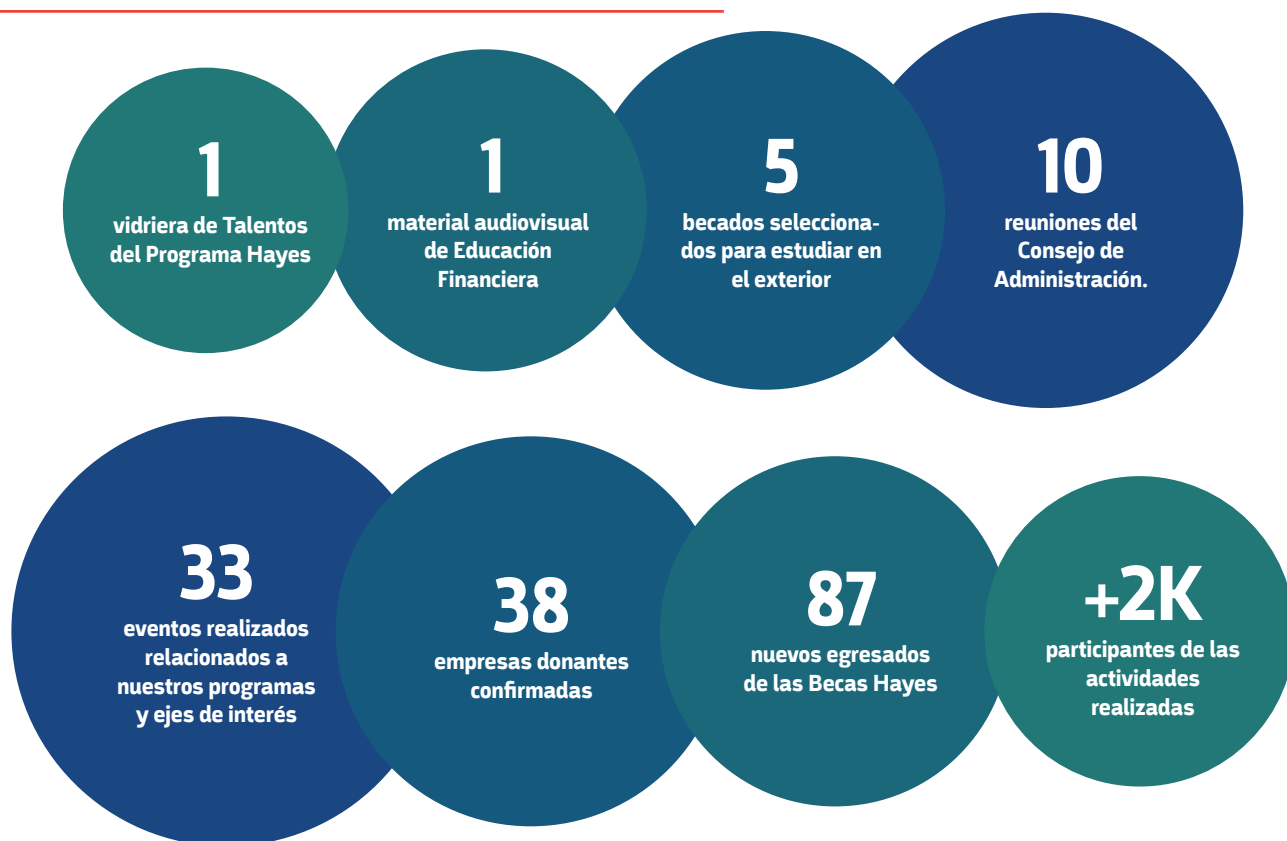 1
vidriera de Talentos
del Programa Hayes
1
material audiovisual
de Educación
Financiera
5
becados selecciona-
dos para estudiar en
el exterior
10
reuniones del
Consejo de
Administración.
33
eventos realizados
relacionados a
nuestros programas
y ejes de interés
38
empresas donantes
confirmadas
87
nuevos egresados
de las Becas Hayes
+2K
participantes de las
actividades
realizadas